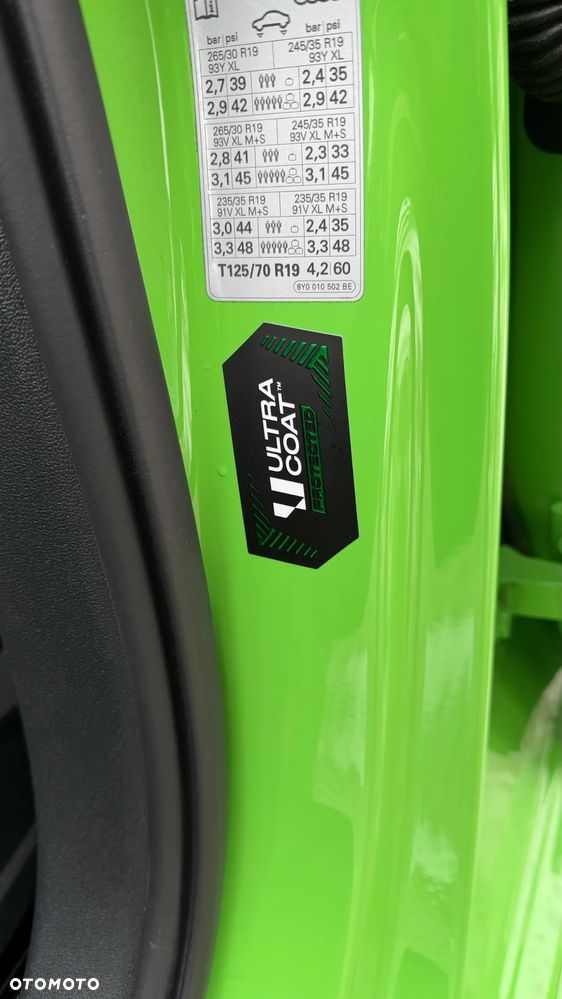 bar psi bar psi
265/30 R19 245/35 R19
93Y XL 93Y XL
2,7 39 2,4 35
2,9 42 2,9 42
265/30 R19 245/35 R19
93V XL M+S 93V XL M+S
2,8 41 2,3 33
3,1 45 3,1 45
235/35 R19 235/35 R19
91V XL M+S 91V XL M+S
3,0 44 2,4 35
3,3 48 3,3 48
T125/70 R19 4,2 60
8Y0 010 502 BE
ULTRA
COAT™
PROTECTED
OTOMOTO